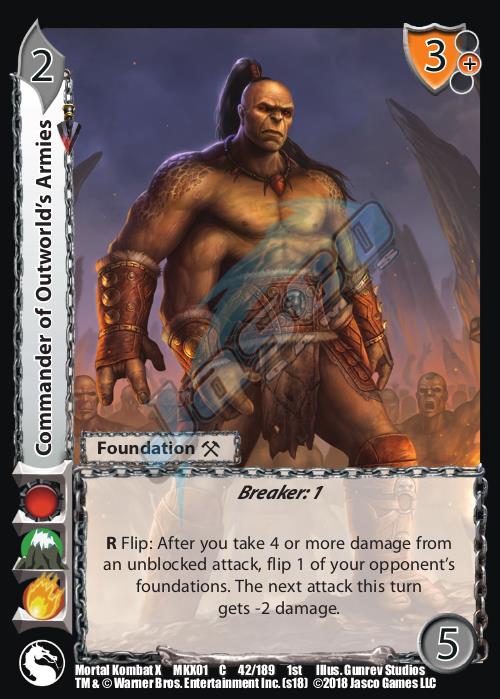 2
3
+
Commander of Outworld's Armies
Foundation
Breaker: 1
R Flip: After you take 4 or more damage from
an unblocked attack, flip 1 of your opponent's
foundations. The next attack this turn
gets -2 damage.
5
Mortal Kombat X MKX01 C 42/189 1st Illus. Gunrev Studios
TM & © Warner Bros. Entertainment Inc. (s18) ©2018 Jasco Games LLC